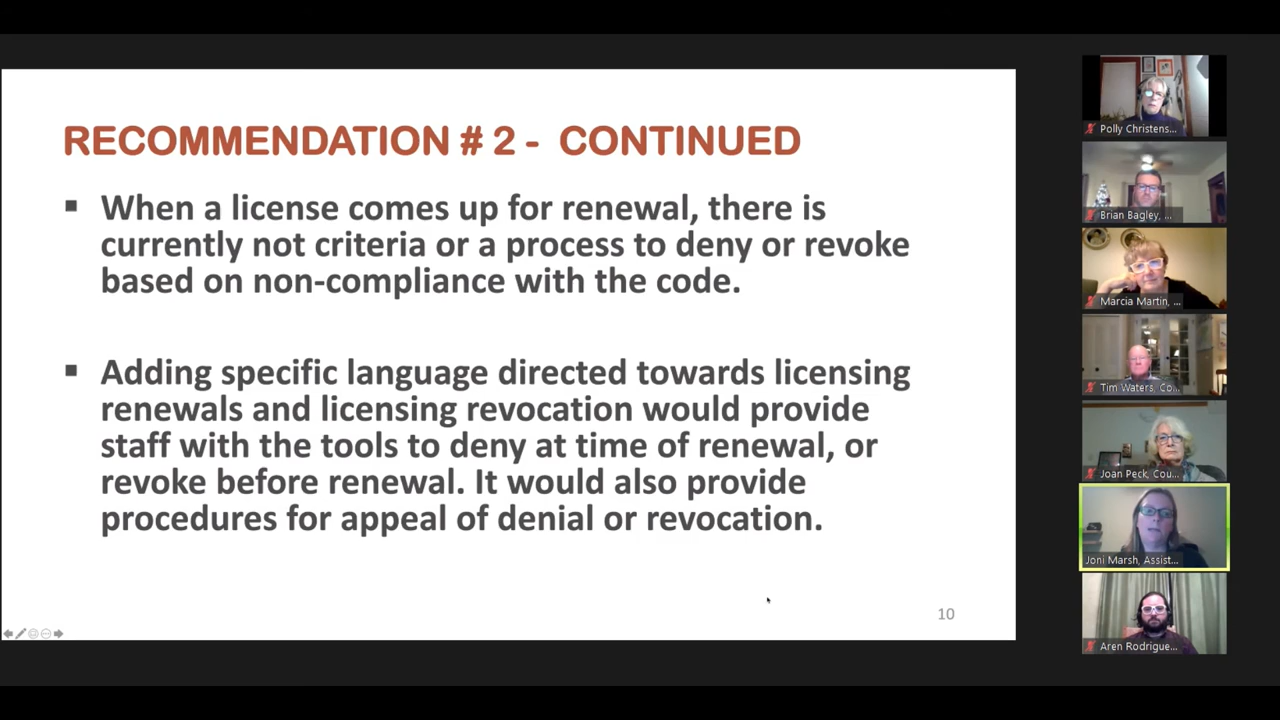 RECOMMENDATION # 2 - CONTINUED
▪ When a license comes up for renewal, there is
currently not criteria or a process to deny or revoke
based on non-compliance with the code.
▪ Adding specific language directed towards licensing
renewals and licensing revocation would provide
staff with the tools to deny at time of renewal, or
revoke before renewal. It would also provide
procedures for appeal of denial or revocation.
10
Polly Christens...
Brian Bagley, ...
Marcia Martin, ...
Tim Waters, Co...
Joan Peck, Cou...
Joni Marsh, Assist...
Aren Rodrigue...